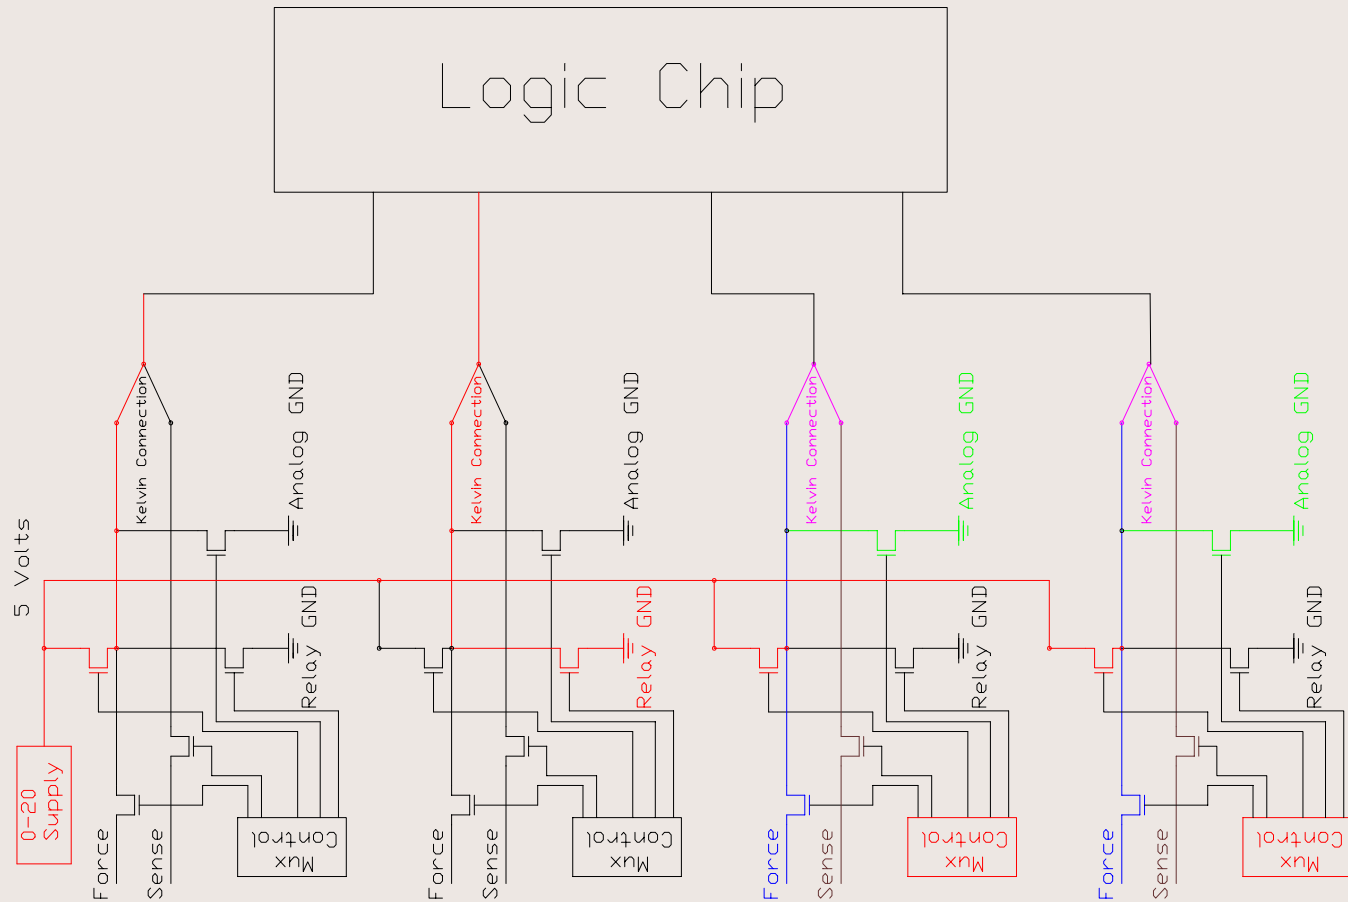 Logic Chip
5 Volts
0-20
Supply
Kelvin Connection
Analog GND
Relay GND
Force
Sense
Mux
Control
Kelvin Connection
Analog GND
Relay GND
Force
Sense
Mux
Control
Kelvin Connection
Analog GND
Relay GND
Force
Sense
Mux
Control
Kelvin Connection
Analog GND
Relay GND
Force
Sense
Mux
Control